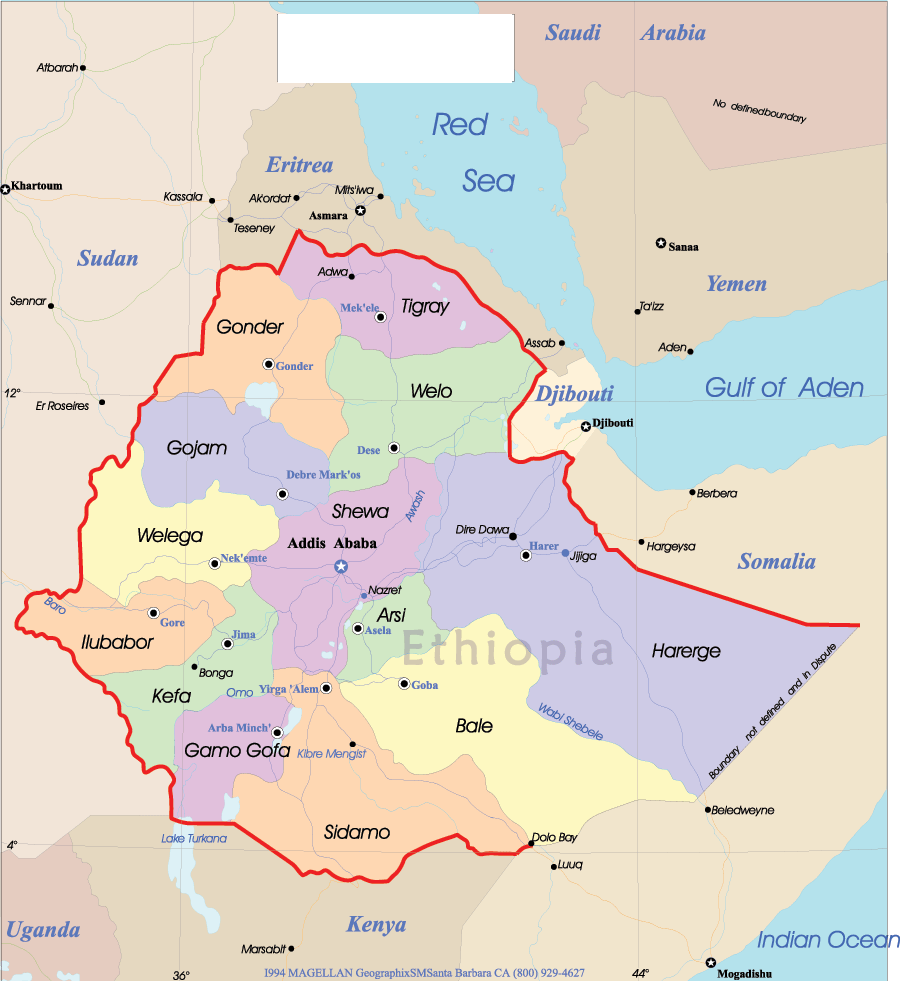 Saudi Arabia
Atbarah
No definedboundary
Red
Sea
Eritrea
Khartoum
Kassala
Ak'ordat
Mits'iwa
Asmara
Teseney
Sanaa
Sudan
Adwa
Yemen
Sennar
Mek'ele
Tigray
Ta'izz
Gonder
Assab
Aden
Gonder
12°
Welo
Djibouti
Gulf of Aden
Er Roseires
Djibouti
Gojam
Dese
Debre Mark'os
Berbera
Awash
Shewa
Welega
Dire Dawa
Addis Ababa
Harer
Hargeysa
Nek'emte
Jijiga
Somalia
Nazret
Baro
Arsi
Gore
Asela
Ilubabor
Jima
Ethiopia
Harerge
Bonga
Kefa
Omo
Yirga 'Alem
Goba
Boundary not defined and in Dispute
Arba Minch'
Bale
Wabi Shebele
Gamo Gofa
Kibre Mengist
Beledweyne
Sidamo
Lake Turkana
Dolo Bay
4°
Luuq
Uganda
Kenya
Indian Ocean
Marsabit
36°
1994 MAGELLAN GeographixSMSanta Barbara CA (800) 929-4627
44°
Mogadishu